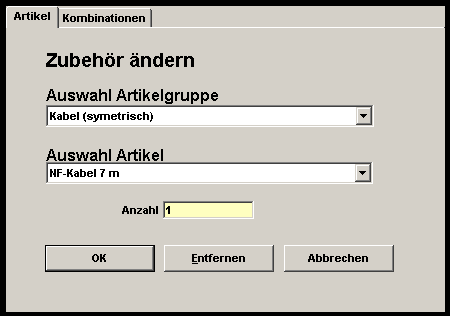 Artikel Kombinationen
Zubehör ändern
Auswahl Artikelgruppe
Kabel (symetrisch)
Auswahl Artikel
NF-Kabel 7 m
Anzahl 1
OK Entfernen Abbrechen